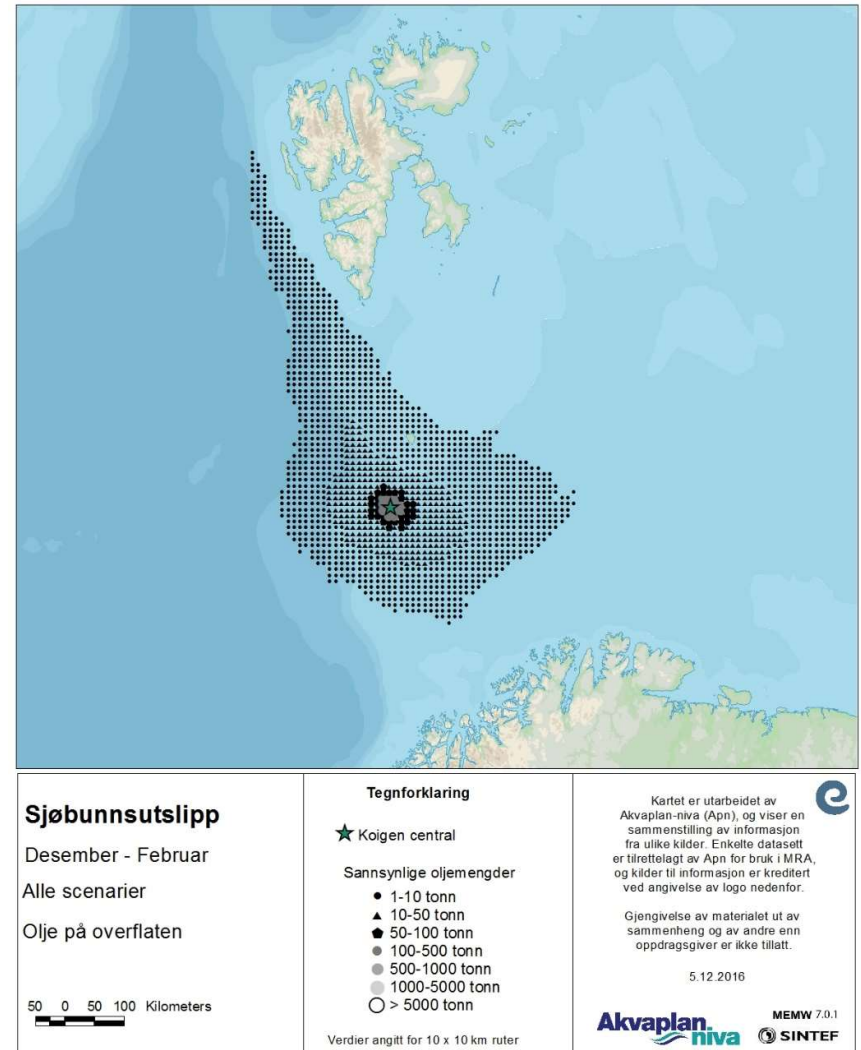 Sjøbunnsutslipp
Desember - Februar
Alle scenarier
Olje på overflaten
50 0 50 100 Kilometers
Tegnforklaring
Koigen central
Sannsynlige oljemengder
1-10 tonn
10-50 tonn
50-100 tonn
100-500 tonn
500-1000 tonn
1000-5000 tonn
> 5000 tonn
Verdier angitt for 10 x 10 km ruter
Kartet er utarbeidet av
Akvaplan-niva (Apn), og viser en
sammenstilling av informasjon
fra ulike kilder. Enkelte datasett
er tilrettelagt av Apn for bruk i MRA,
og kilder til informasjon er kreditert
ved angivelse av logo nedenfor.
Gjengivelse av materialet ut av
sammenheng og av andre enn
oppdragsgiver er ikke tillatt.
5.12.2016
Akvaplan niva
MEMW 7.0.1
SINTEF